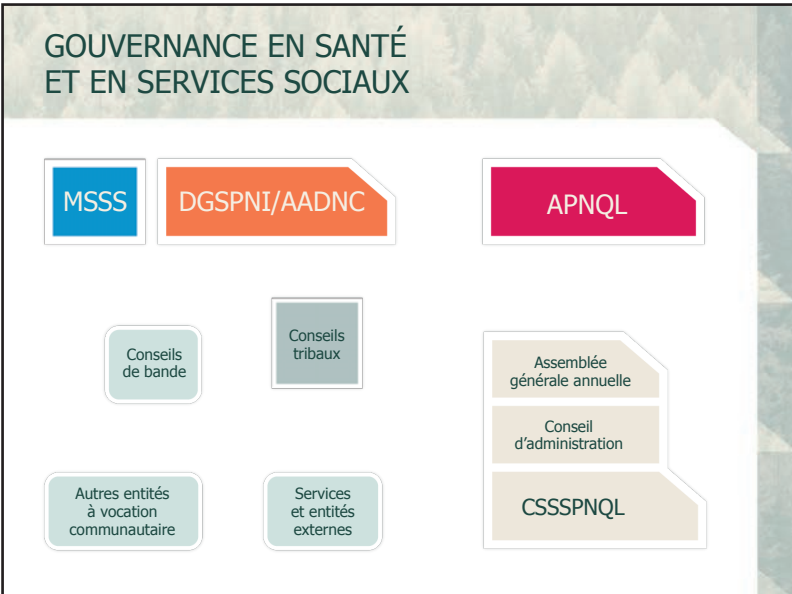 GOUVERNANCE EN SANTÉ
ET EN SERVICES SOCIAUX
MSSS
DGSPNI/AADNC
APNQL
Conseils
de bande
Conseils
tribaux
Assemblée
générale annuelle
Conseil
d’administration
CSSSPNQL
Autres entités
à vocation
communautaire
Services
et entités
externes